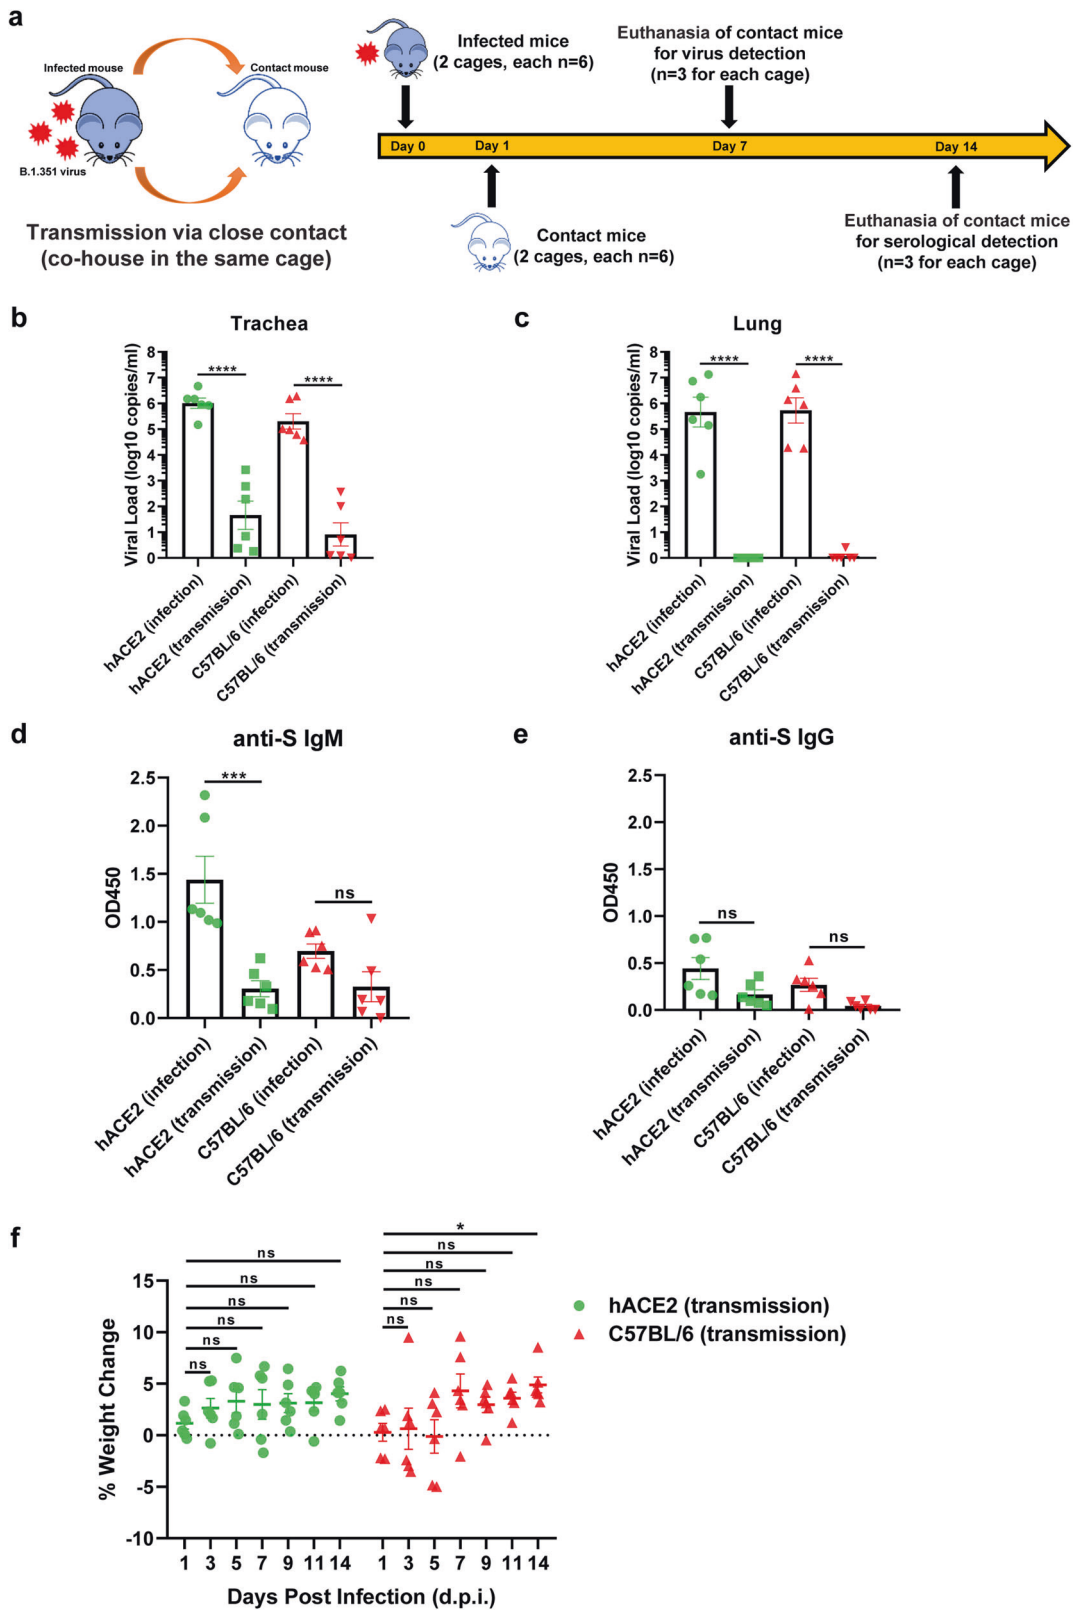 a
Infected mouse
Contact mouse
B.1.351 virus
Transmission via close contact
(co-house in the same cage)
Infected mice
(2 cages, each n=6)
Euthanasia of contact mice
for virus detection
(n=3 for each cage)
Day 0
Day 1
Day 7
Day 14
Contact mice
(2 cages, each n=6)
Euthanasia of contact mice
for serological detection
(n=3 for each cage)
b
Trachea
Viral Load (log10 copies/ml)
8
7
6
5
4
3
2
1
0
****
****
hACE2 (infection)
hACE2 (transmission)
C57BL/6 (infection)
C57BL/6 (transmission)
c
Lung
Viral Load (log10 copies/ml)
8
7
6
5
4
3
2
1
0
****
****
hACE2 (infection)
hACE2 (transmission)
C57BL/6 (infection)
C57BL/6 (transmission)
d
anti-S IgM
OD450
2.5
2.0
1.5
1.0
0.5
0.0
***
ns
hACE2 (infection)
hACE2 (transmission)
C57BL/6 (infection)
C57BL/6 (transmission)
e
anti-S IgG
OD450
2.5
2.0
1.5
1.0
0.5
0.0
ns
ns
hACE2 (infection)
hACE2 (transmission)
C57BL/6 (infection)
C57BL/6 (transmission)
f
% Weight Change
15
10
5
0
-5
-10
ns
ns
ns
ns
ns
ns
*
ns
ns
ns
ns
ns
1 3 5 7 9 11 14 1 3 5 7 9 11 14
Days Post Infection (d.p.i.)
hACE2 (transmission)
C57BL/6 (transmission)